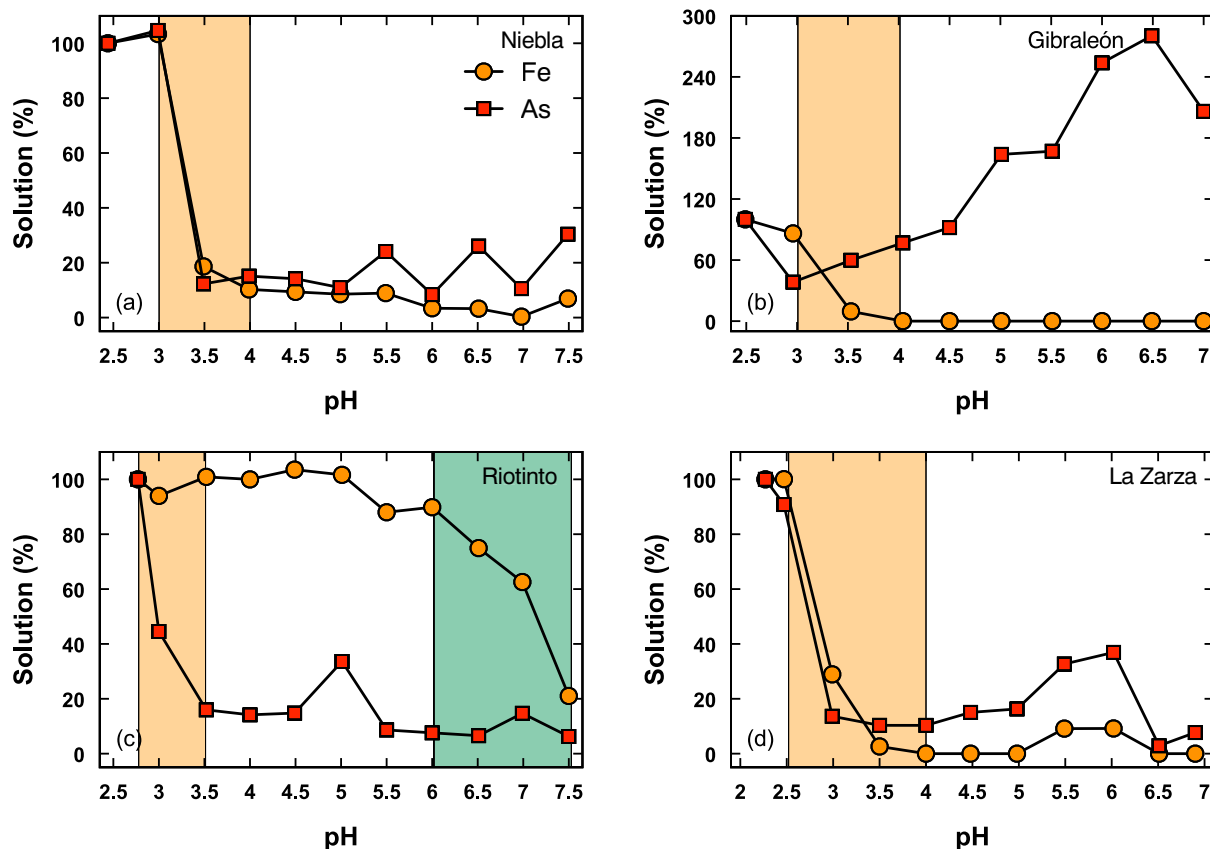 Niebla
Fe
As
Solution (%)
100
80
60
40
20
0
(a)
2.5 3 3.5 4 4.5 5 5.5 6 6.5 7 7.5
pH
Gibraleón
Solution (%)
300
240
180
120
60
0
(b)
2.5 3 3.5 4 4.5 5 5.5 6 6.5 7
pH
Riotinto
Solution (%)
100
80
60
40
20
0
(c)
2.5 3 3.5 4 4.5 5 5.5 6 6.5 7 7.5
pH
La Zarza
Solution (%)
100
80
60
40
20
0
(d)
2 2.5 3 3.5 4 4.5 5 5.5 6 6.5 7
pH